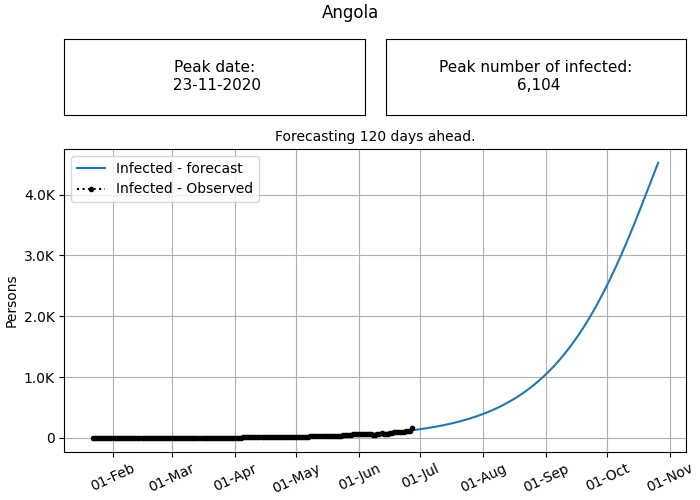 Angola
Peak date:
23-11-2020
Peak number of infected:
6,104
Forecasting 120 days ahead.
Infected - forecast
Infected - Observed
Persons
4.0K
3.0K
2.0K
1.0K
0
01-Feb
01-Mar
01-Apr
01-May
01-Jun
01-Jul
01-Aug
01-Sep
01-Oct
01-Nov